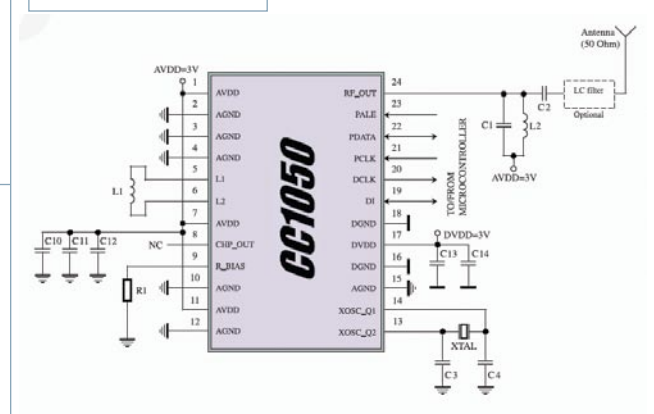 Antenna
(50 Ohm)
AVDD=3V
1 AVDD
2 AGND
3 AGND
4 AGND
5 L1
6 L2
7 AVDD
8 CHP_OUT
9 R_BIAS
10 AGND
11 AVDD
12 AGND
L1
C10 C11 C12
NC
R1
CC1050
24 RF_OUT
23 PALE
22 PDATA
21 PCLK
20 DCLK
19 DI
18 DGND
17 DVDD
16 DGND
15 AGND
14 XOSC_Q1
13 XOSC_Q2
C2
LC filter
Optional
C1 L2
AVDD=3V
TO/FROM
MICROCONTROLLER
DVDD=3V
C13 C14
XTAL
C3 C4